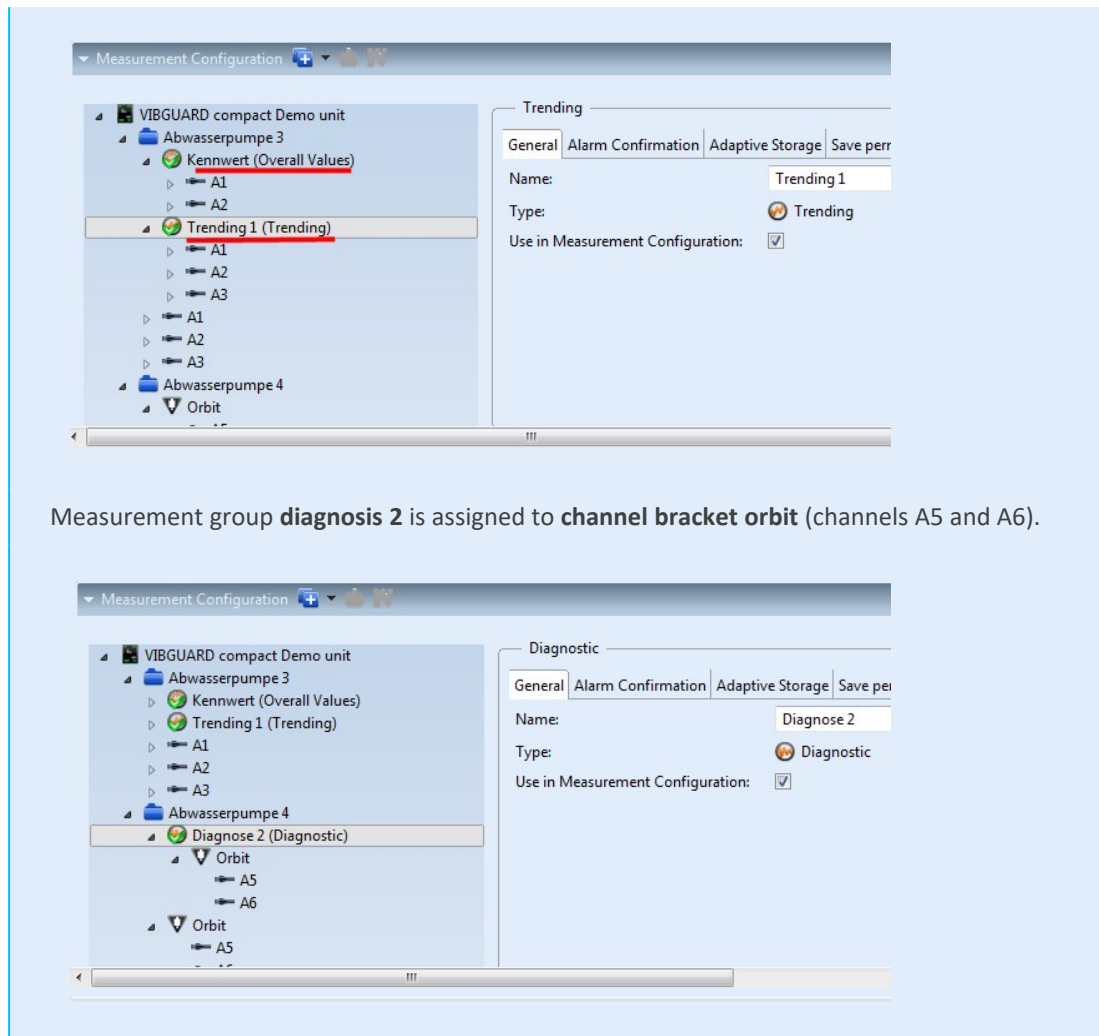 Measurement Configuration
VIBGUARD compact Demo unit
Abwasserpumpe 3
Kennwert (Overall Values)
A1
A2
Trending 1 (Trending)
A1
A2
A3
A1
A2
A3
Abwasserpumpe 4
Orbit
Trending
General Alarm Confirmation Adaptive Storage Save perr
Name: Trending 1
Type: Trending
Use in Measurement Configuration:
Measurement group diagnosis 2 is assigned to channel bracket orbit (channels A5 and A6).
Measurement Configuration
VIBGUARD compact Demo unit
Abwasserpumpe 3
Kennwert (Overall Values)
Trending 1 (Trending)
A1
A2
A3
Abwasserpumpe 4
Diagnose 2 (Diagnostic)
Orbit
A5
A6
Orbit
A5
Diagnostic
General Alarm Confirmation Adaptive Storage Save pe
Name: Diagnose 2
Type: Diagnostic
Use in Measurement Configuration: